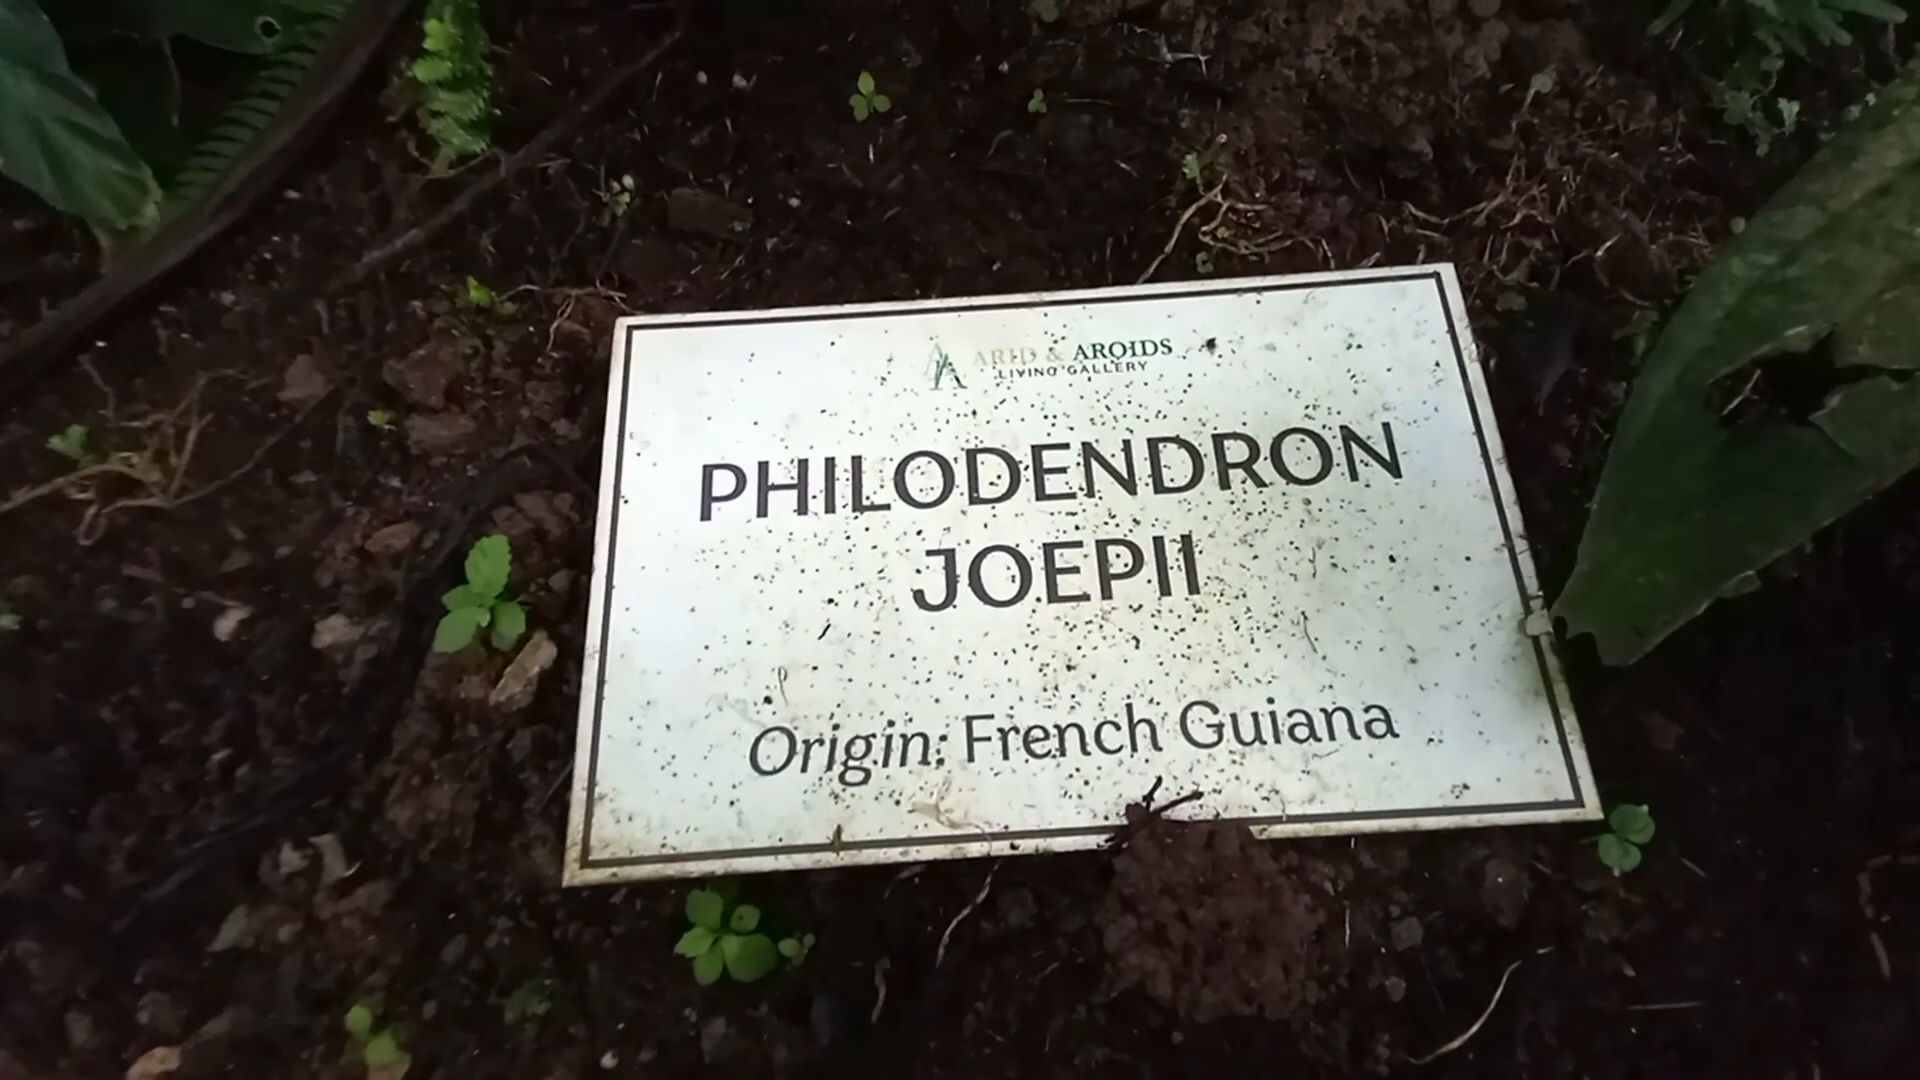 ARID & AROIDS
LIVING GALLERY
PHILODENDRON
JOEPII
Origin: French Guiana